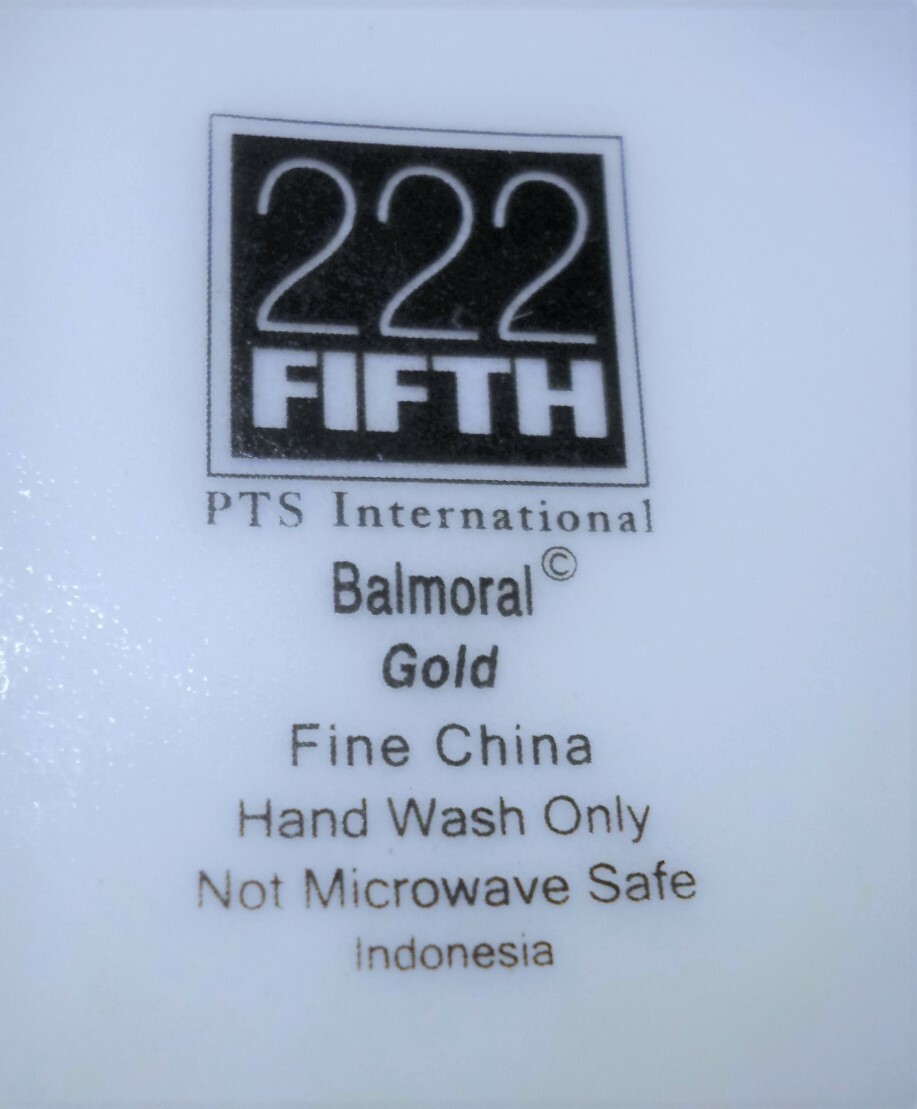 222
FIFTH
PTS International
Balmoral©
Gold
Fine China
Hand Wash Only
Not Microwave Safe
Indonesia